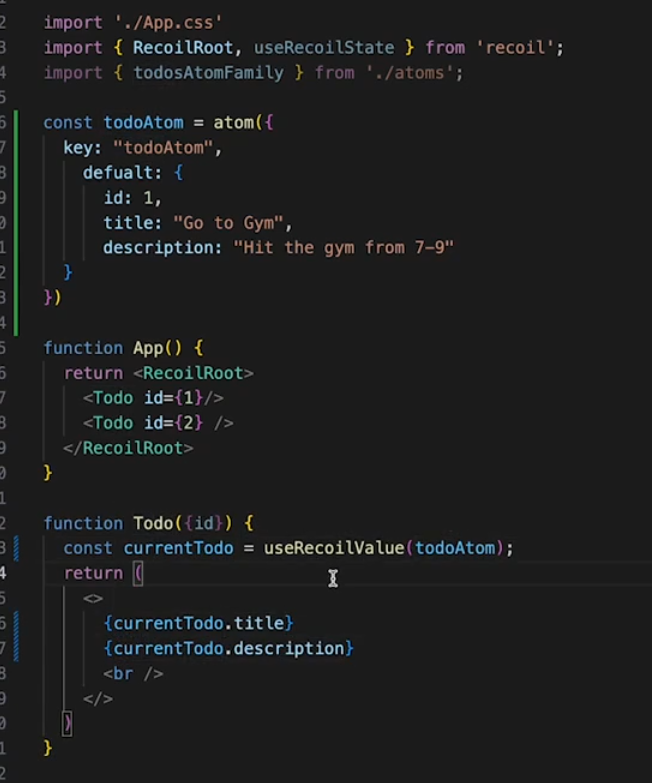 2 import './App.css'
3 import { RecoilRoot, useRecoilState } from 'recoil';
4 import { todosAtomFamily } from './atoms';
5
6 const todoAtom = atom({
7   key: "todoAtom",
8     defualt: {
9       id: 1,
0       title: "Go to Gym",
1       description: "Hit the gym from 7-9"
2     }
3 })
4
5 function App() {
6   return <RecoilRoot>
7     <Todo id={1}/>
8     <Todo id={2} />
9   </RecoilRoot>
0 }
1
2 function Todo({id}) {
3   const currentTodo = useRecoilValue(todoAtom);
4   return (
5     <>
6       {currentTodo.title}
7       {currentTodo.description}
8       <br />
9     </>
0   )
1 }
2